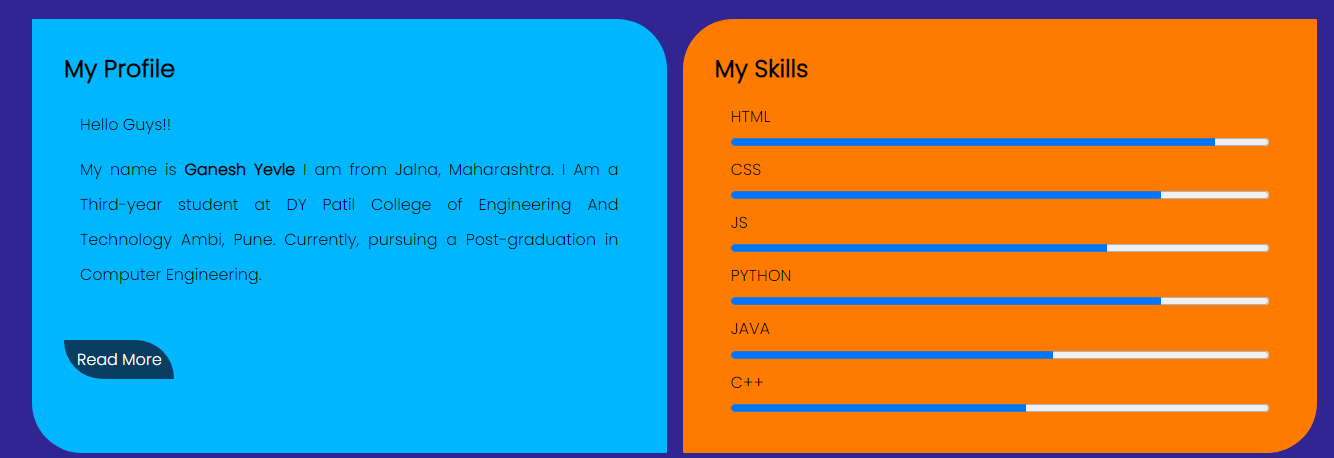 My Profile
Hello Guys!!
My name is Ganesh Yevle I am from Jalna, Maharashtra. I Am a
Third-year student at DY Patil College of Engineering And
Technology Ambi, Pune. Currently, pursuing a Post-graduation in
Computer Engineering.
Read More
My Skills
HTML
CSS
JS
PYTHON
JAVA
C++